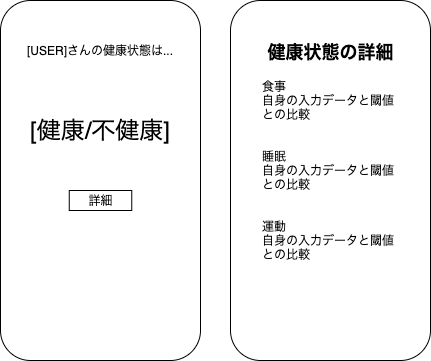 [USER]さんの健康状態は...
[健康/不健康]
詳細
健康状態の詳細
食事
自身の入力データと閾値
との比較
睡眠
自身の入力データと閾値
との比較
運動
自身の入力データと閾値
との比較